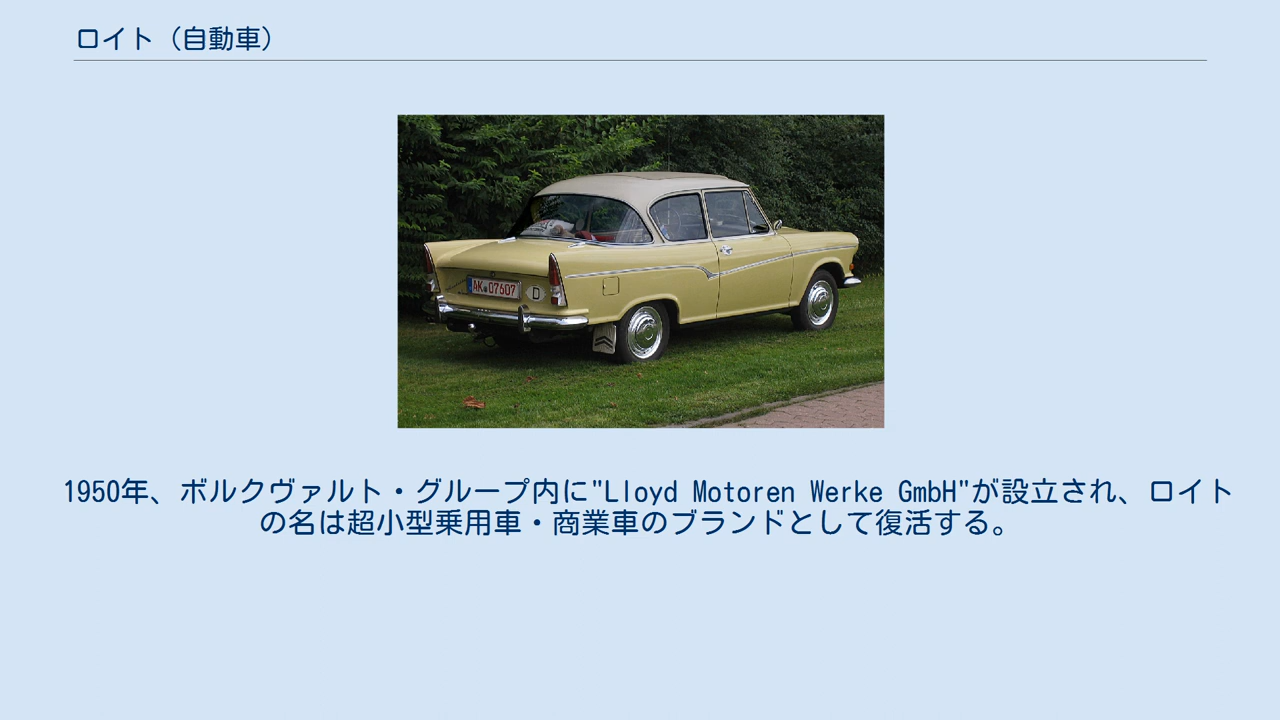 ロイト（自動車）
AK 07607
D
1950年、ボルクヴァルト・グループ内に"Lloyd Motoren Werke GmbH"が設立され、ロイト
の名は超小型乗用車・商業車のブランドとして復活する。